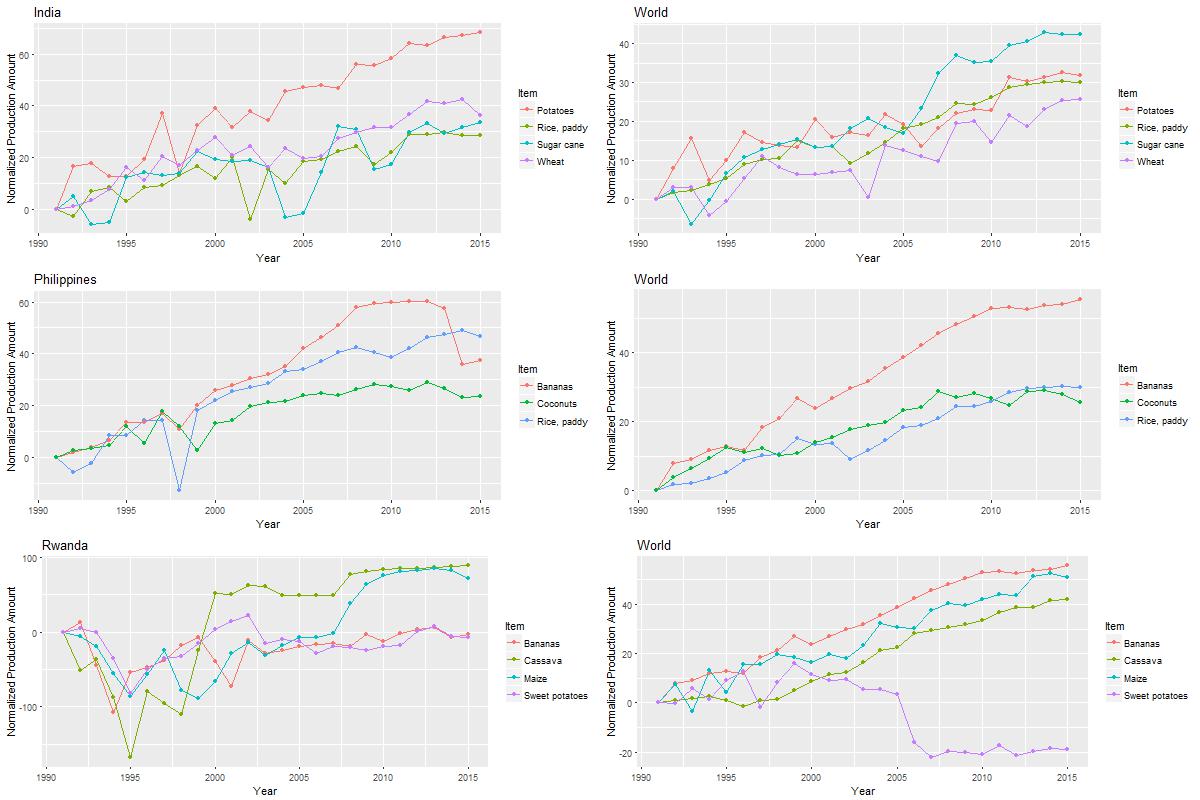 India
Normalized Production Amount
60
40
20
0
1990
1995
2000
2005
2010
2015
Year
Item
Potatoes
Rice, paddy
Sugar cane
Wheat
World
Normalized Production Amount
40
30
20
10
0
1990
1995
2000
2005
2010
2015
Year
Item
Potatoes
Rice, paddy
Sugar cane
Wheat
Philippines
Normalized Production Amount
60
40
20
0
1990
1995
2000
2005
2010
2015
Year
Item
Bananas
Coconuts
Rice, paddy
World
Normalized Production Amount
40
20
0
1990
1995
2000
2005
2010
2015
Year
Item
Bananas
Coconuts
Rice, paddy
Rwanda
Normalized Production Amount
100
0
-100
1990
1995
2000
2005
2010
2015
Year
Item
Bananas
Cassava
Maize
Sweet potatoes
World
Normalized Production Amount
40
20
0
-20
1990
1995
2000
2005
2010
2015
Year
Item
Bananas
Cassava
Maize
Sweet potatoes